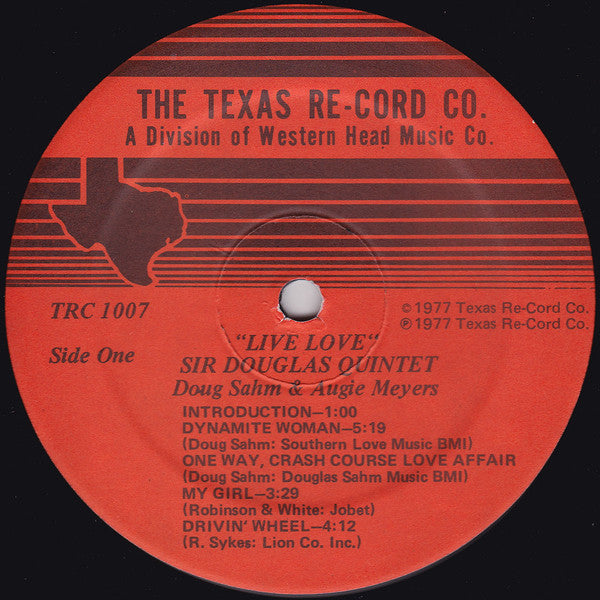 THE TEXAS RE-CORD CO.
A Division of Western Head Music Co.
TRC 1007
©1977 Texas Re-Cord Co.
℗1977 Texas Re-Cord Co.
Side One
"LIVE LOVE"
SIR DOUGLAS QUINTET
Doug Sahm & Augie Meyers
INTRODUCTION—1:00
DYNAMITE WOMAN—5:19
(Doug Sahm: Southern Love Music BMI)
ONE WAY, CRASH COURSE LOVE AFFAIR
(Doug Sahm: Douglas Sahm Music BMI)
MY GIRL—3:29
(Robinson & White: Jobet)
DRIVIN' WHEEL—4:12
(R. Sykes: Lion Co. Inc.)